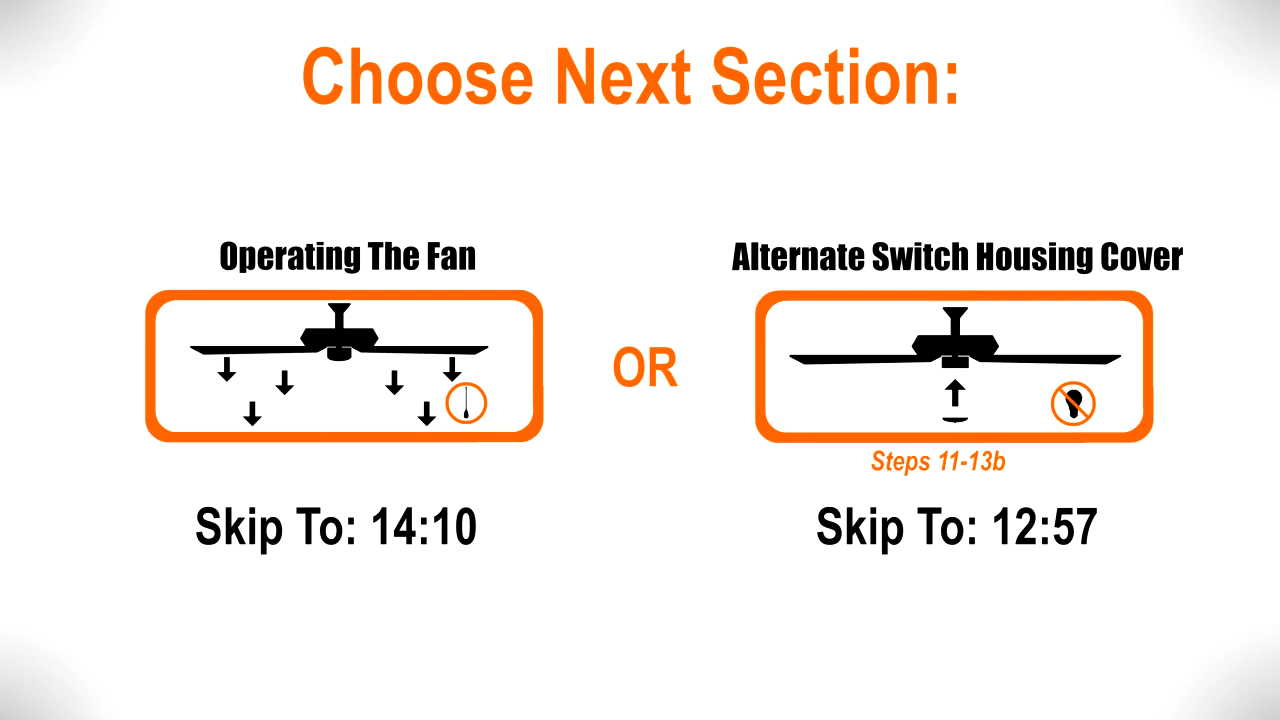 Choose Next Section:
Operating The Fan
Skip To: 14:10
OR
Alternate Switch Housing Cover
Steps 11-13b
Skip To: 12:57